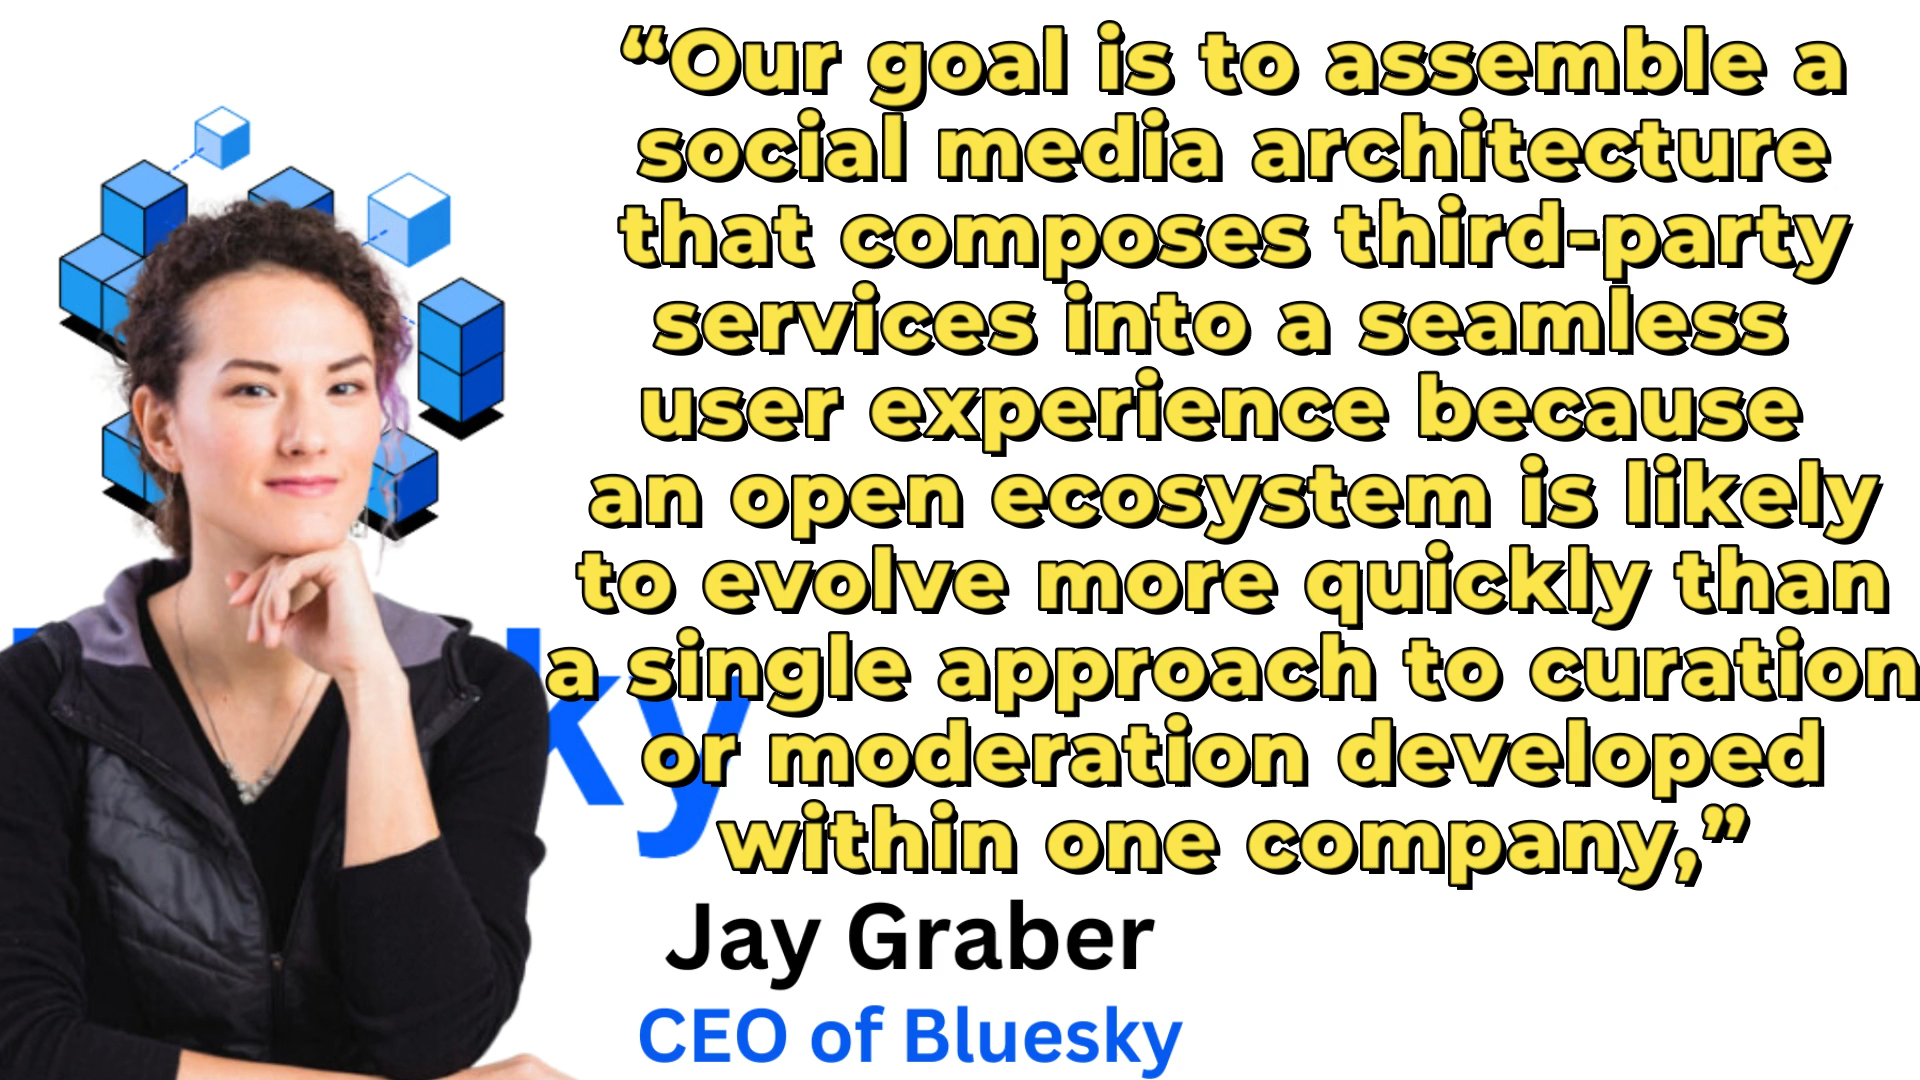 “Our goal is to assemble a
social media architecture
that composes third-party
services into a seamless
user experience because
an open ecosystem is likely
to evolve more quickly than
a single approach to curation
or moderation developed
within one company,”
ky
Jay Graber
CEO of Bluesky